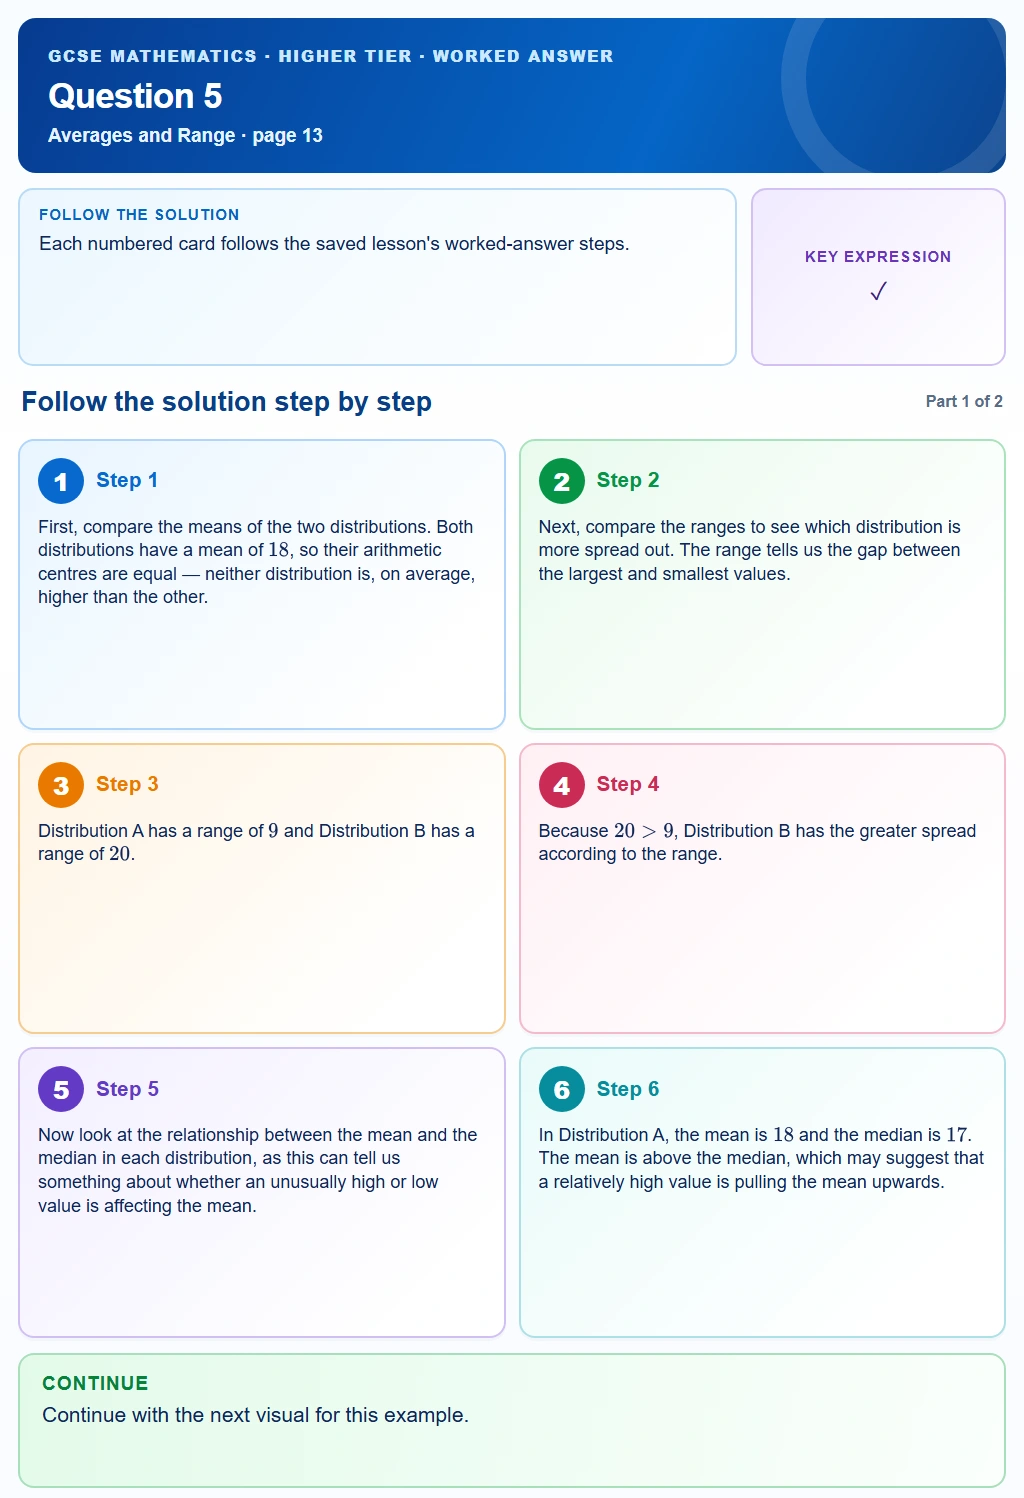 GCSE MATHEMATICS · HIGHER TIER · WORKED ANSWER
Question 5
Averages and Range · page 13
FOLLOW THE SOLUTION
Each numbered card follows the saved lesson's worked-answer steps.
KEY EXPRESSION
✓
Follow the solution step by step
Part 1 of 2
1 Step 1
First, compare the means of the two distributions. Both
distributions have a mean of 18, so their arithmetic
centres are equal — neither distribution is, on average,
higher than the other.
2 Step 2
Next, compare the ranges to see which distribution is
more spread out. The range tells us the gap between
the largest and smallest values.
3 Step 3
Distribution A has a range of 9 and Distribution B has a
range of 20.
4 Step 4
Because 20 > 9, Distribution B has the greater spread
according to the range.
5 Step 5
Now look at the relationship between the mean and the
median in each distribution, as this can tell us
something about whether an unusually high or low
value is affecting the mean.
6 Step 6
In Distribution A, the mean is 18 and the median is 17.
The mean is above the median, which may suggest that
a relatively high value is pulling the mean upwards.
CONTINUE
Continue with the next visual for this example.